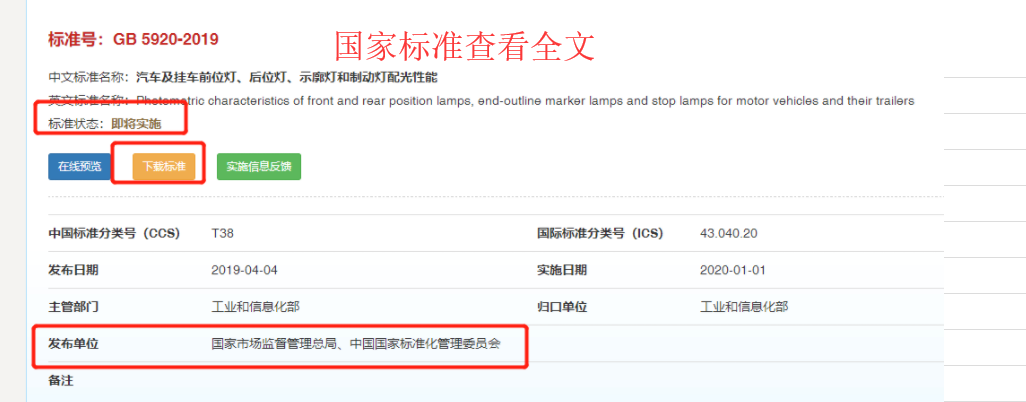 标准号：GB 5920-2019
国家标准查看全文
中文标准名称：汽车及挂车前位灯、后位灯、示廓灯和制动灯配光性能
英文标准名称：Photometric characteristics of front and rear position lamps, end-outline marker lamps and stop lamps for motor vehicles and their trailers
标准状态：即将实施
在线预览 下载标准 实施信息反馈
中国标准分类号（CCS） T38 国际标准分类号（ICS） 43.040.20
发布日期 2019-04-04 实施日期 2020-01-01
主管部门 工业和信息化部 归口单位 工业和信息化部
发布单位 国家市场监督管理总局、中国国家标准化管理委员会
备注